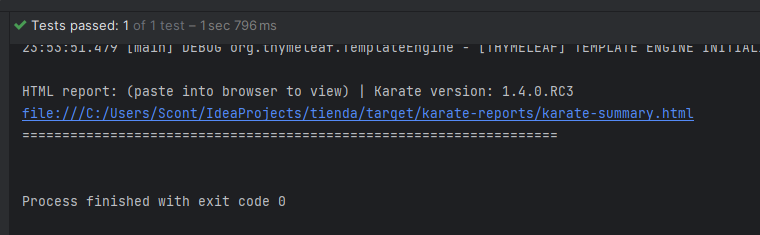 Tests passed: 1 of 1 test – 1 sec 796 ms
23:53:51.479 [main] DEBUG org.thymeleaf.TemplateEngine - [THYMELEAF] TEMPLATE ENGINE INITIAL
HTML report: (paste into browser to view) | Karate version: 1.4.0.RC3
file:///C:/Users/Scont/IdeaProjects/tienda/target/karate-reports/karate-summary.html
===================================================================
Process finished with exit code 0